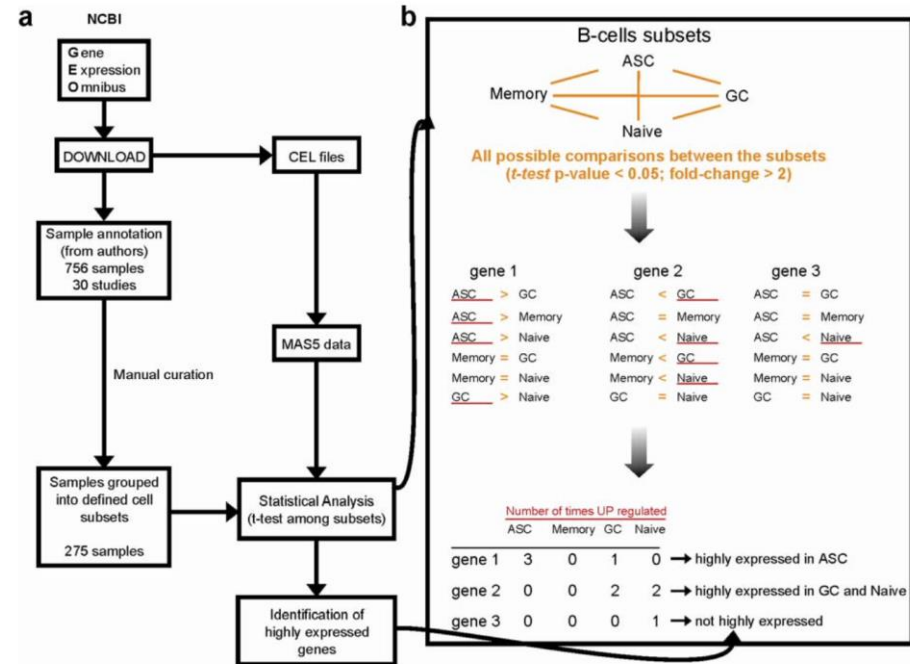 a
NCBI
Gene
Expression
Omnibus
DOWNLOAD
CEL files
Sample annotation
(from authors)
756 samples
30 studies
MAS5 data
Manual curation
Samples grouped
into defined cell
subsets
275 samples
Statistical Analysis
(t-test among subsets)
Identification of
highly expressed
genes
b
B-cells subsets
ASC
Memory GC
Naive
All possible comparisons between the subsets
(t-test p-value < 0.05; fold-change > 2)
gene 1 gene 2 gene 3
ASC > GC ASC < GC ASC = GC
ASC > Memory ASC = Memory ASC = Memory
ASC > Naive ASC < Naive ASC < Naive
Memory = GC Memory < GC Memory = GC
Memory = Naive Memory < Naive Memory = Naive
GC > Naive GC = Naive GC = Naive
Number of times UP regulated
ASC Memory GC Naive
gene 1 3 0 1 0 → highly expressed in ASC
gene 2 0 0 2 2 → highly expressed in GC and Naive
gene 3 0 0 0 1 → not highly expressed